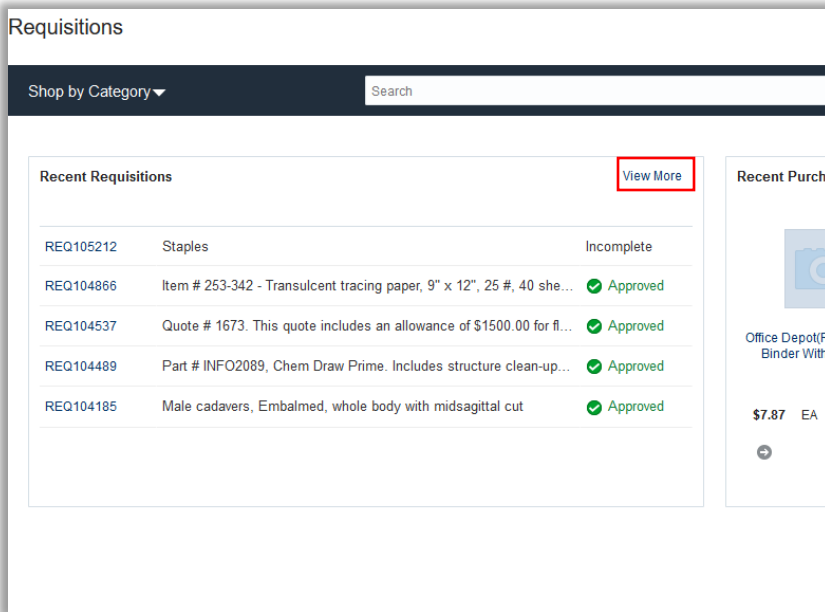 Requisitions
Shop by Category
Search
Recent Requisitions
View More
REQ105212 Staples Incomplete
REQ104866 Item # 253-342 - Transulcent tracing paper, 9" x 12", 25 #, 40 she... Approved
REQ104537 Quote # 1673. This quote includes an allowance of $1500.00 for fl... Approved
REQ104489 Part # INFO2089, Chem Draw Prime. Includes structure clean-up... Approved
REQ104185 Male cadavers, Embalmed, whole body with midsagittal cut Approved
Recent Purch
Office Depot(
Binder With
$7.87 EA